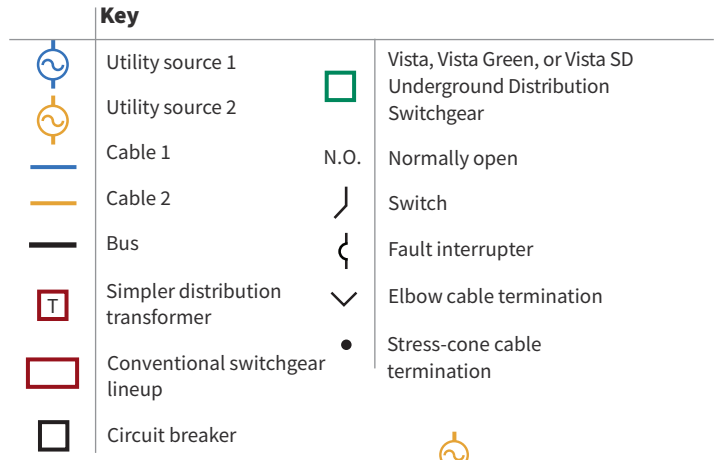 Key
Utility source 1
Utility source 2
Cable 1
Cable 2
Bus
T
Simpler distribution
transformer
Conventional switchgear
lineup
Circuit breaker
Vista, Vista Green, or Vista SD
Underground Distribution
Switchgear
N.O.
Normally open
Switch
Fault interrupter
Elbow cable termination
Stress-cone cable
termination